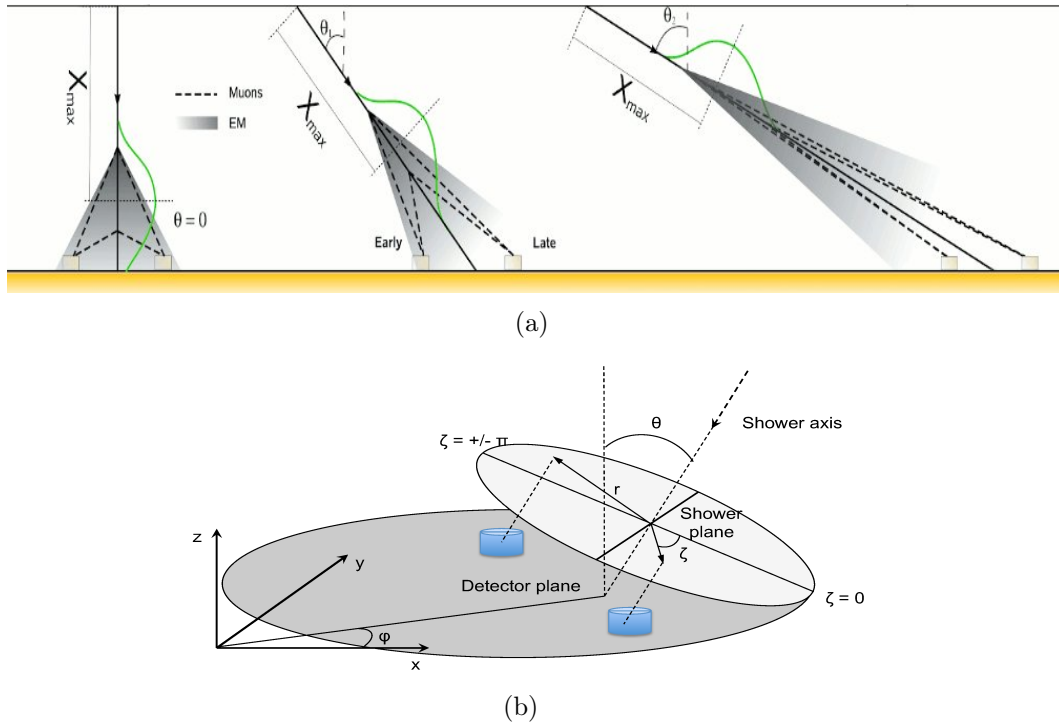 X_max
Muons
EM
θ = 0
θ_1
X_max
Early
Late
θ_2
X_max
(a)
ζ = +/- π
θ
Shower axis
r
Shower
plane
ζ
z
y
Detector plane
ζ = 0
φ
x
(b)